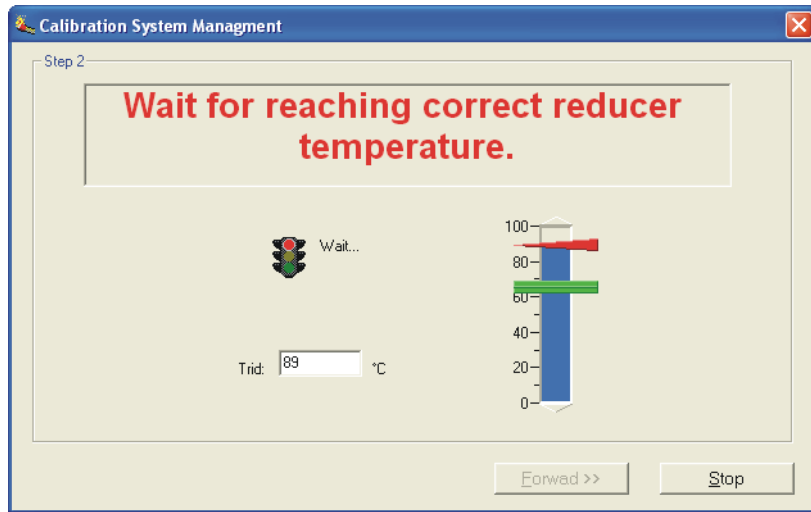 Calibration System Managment
Step 2
Wait for reaching correct reducer
temperature.
Wait...
100
80
60
40
20
0
Trid: 89 °C
Forwad >>
Stop